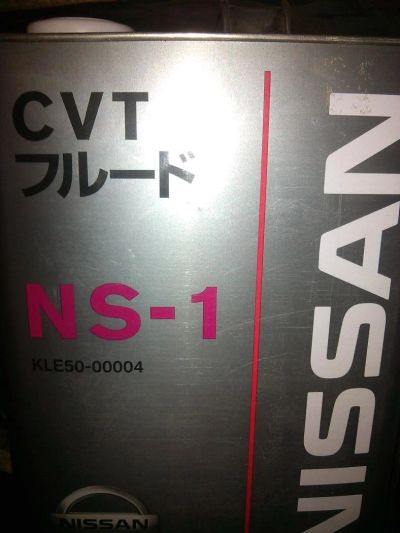 CVT
フルード
NS-1
KLE50-00004
NISSAN
NISSAN